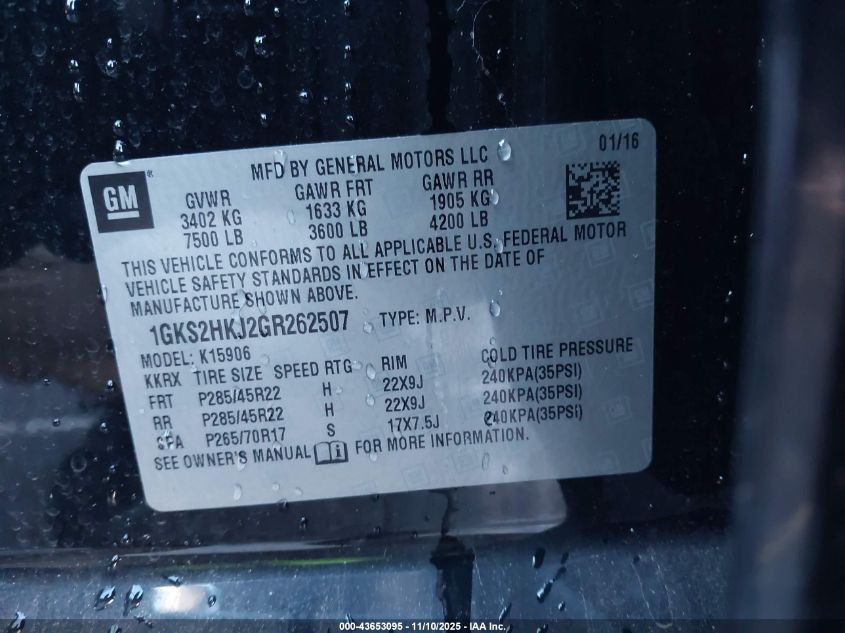 01/16
MFD BY GENERAL MOTORS LLC
GM ®
GVWR GAWR FRT GAWR RR
3402 KG 1633 KG 1905 KG
7500 LB 3600 LB 4200 LB
THIS VEHICLE CONFORMS TO ALL APPLICABLE U.S. FEDERAL MOTOR
VEHICLE SAFETY STANDARDS IN EFFECT ON THE DATE OF
MANUFACTURE SHOWN ABOVE.
1GKS2HKJ2GR262507 TYPE: M.P.V.
MODEL: K15906
KKRX TIRE SIZE SPEED RTG RIM COLD TIRE PRESSURE
FRT P285/45R22 H 22X9J 240KPA(35PSI)
RR P285/45R22 H 22X9J 240KPA(35PSI)
SPA P265/70R17 S 17X7.5J 240KPA(35PSI)
SEE OWNER'S MANUAL FOR MORE INFORMATION.
000-43653095 - 11/10/2025 - IAA Inc.